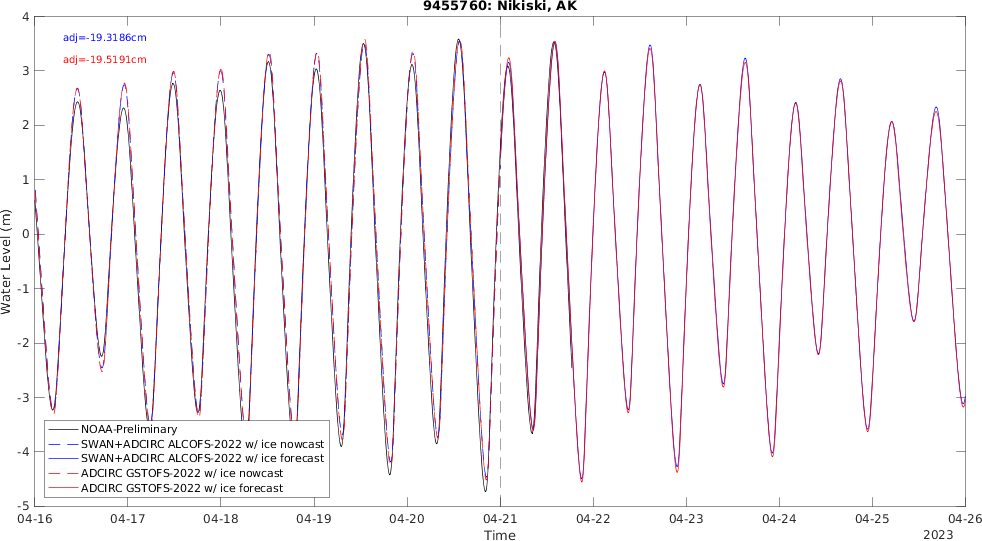 9455760: Nikiski, AK
adj=-19.3186cm
adj=-19.5191cm
Water Level (m)
4
3
2
1
0
-1
-2
-3
-4
-5
NOAA-Preliminary
SWAN+ADCIRC ALCOFS-2022 w/ ice nowcast
SWAN+ADCIRC ALCOFS-2022 w/ ice forecast
ADCIRC GSTOFS-2022 w/ ice nowcast
ADCIRC GSTOFS-2022 w/ ice forecast
04-16 04-17 04-18 04-19 04-20 04-21 04-22 04-23 04-24 04-25 04-26
Time
2023